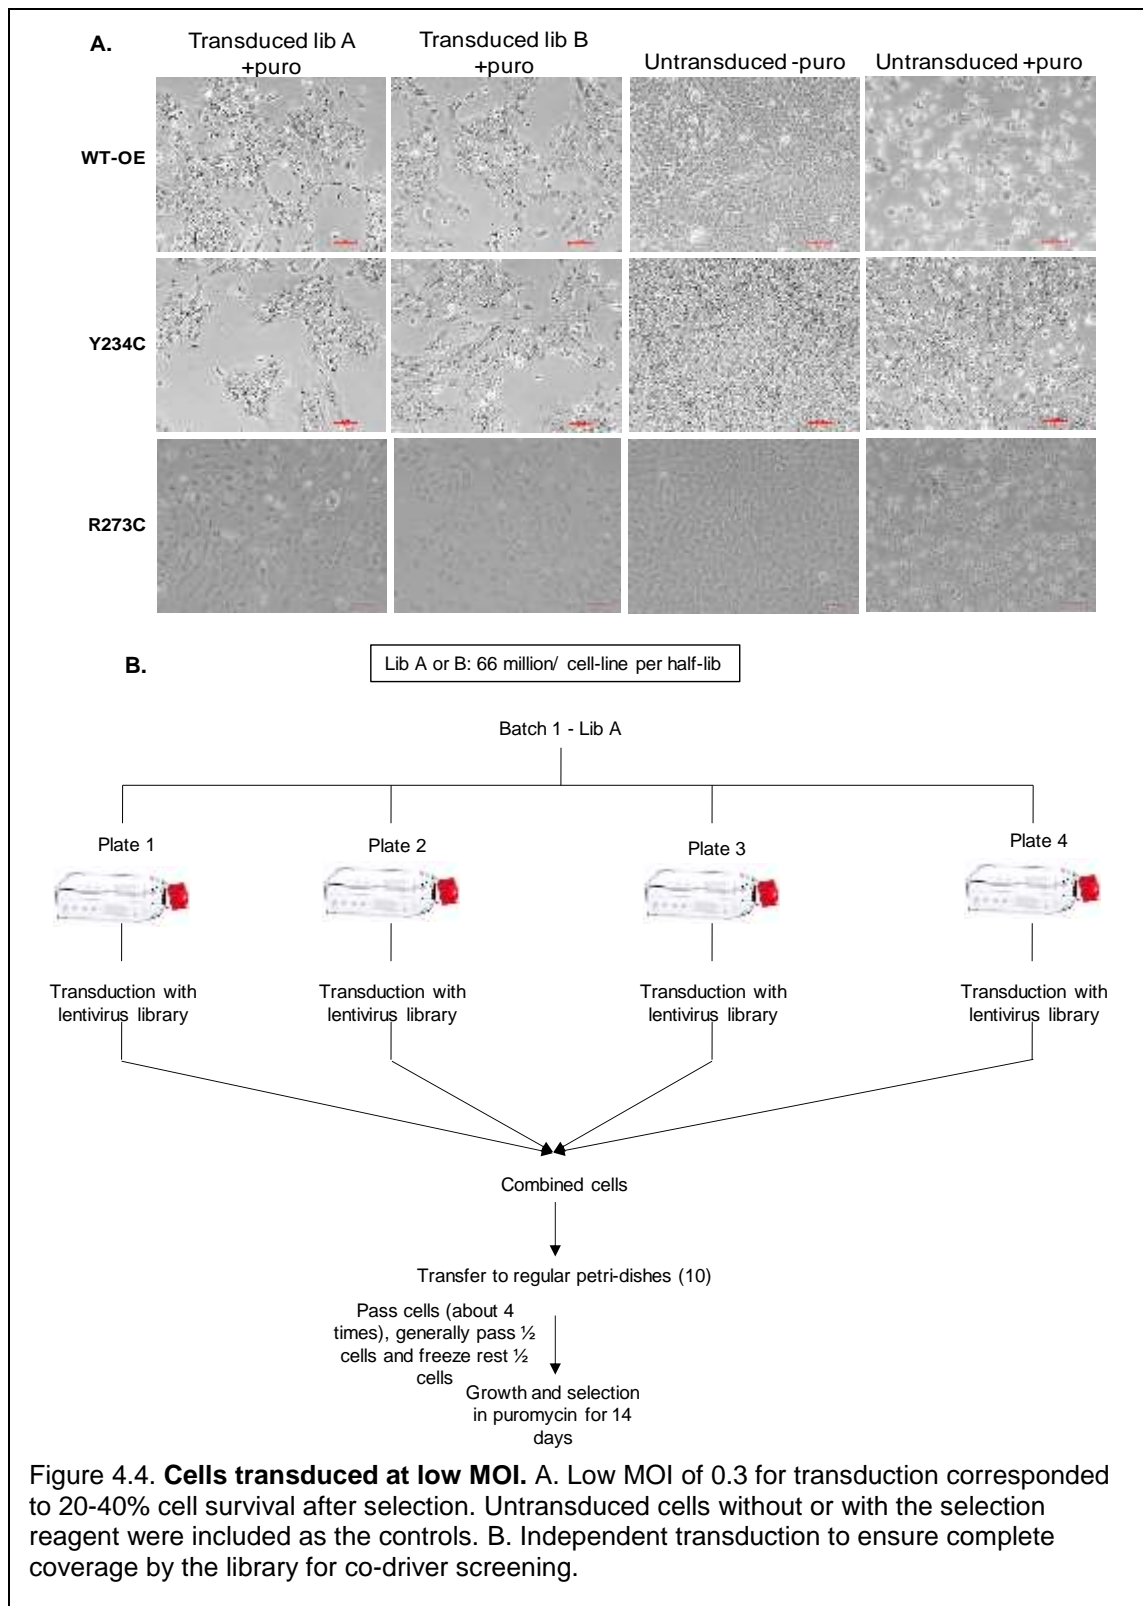 A.
Transduced lib A
+puro
Transduced lib B
+puro
Untransduced -puro
Untransduced +puro
WT-OE
Y234C
R273C
B.
Lib A or B: 66 million/ cell-line per half-lib
Batch 1 - Lib A
Plate 1
Plate 2
Plate 3
Plate 4
Transduction with
lentivirus library
Transduction with
lentivirus library
Transduction with
lentivirus library
Transduction with
lentivirus library
Combined cells
Transfer to regular petri-dishes (10)
Pass cells (about 4
times), generally pass ½
cells and freeze rest ½
cells
Growth and selection
in puromycin for 14
days
Figure 4.4. Cells transduced at low MOI. A. Low MOI of 0.3 for transduction corresponded
to 20-40% cell survival after selection. Untransduced cells without or with the selection
reagent were included as the controls. B. Independent transduction to ensure complete
coverage by the library for co-driver screening.